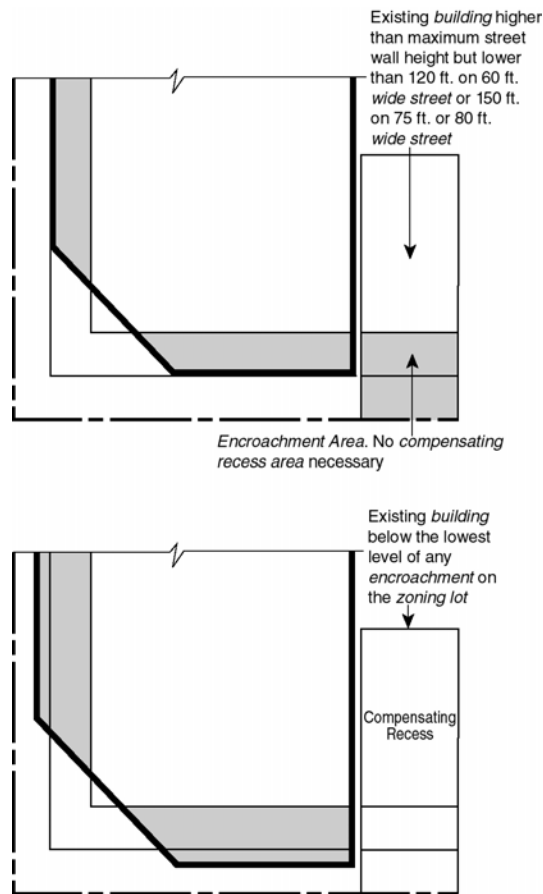 Existing building higher
than maximum street
wall height but lower
than 120 ft. on 60 ft.
wide street or 150 ft.
on 75 ft. or 80 ft.
wide street
Encroachment Area. No compensating
recess area necessary
Existing building
below the lowest
level of any
encroachment on
the zoning lot
Compensating
Recess